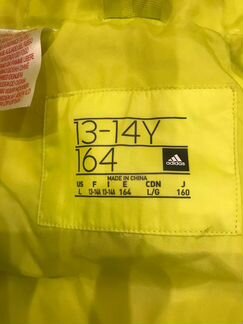 13-14Y
164
adidas
MADE IN CHINA
US F I E CDN J
L 13-14A 13-14A 164 L/G 160